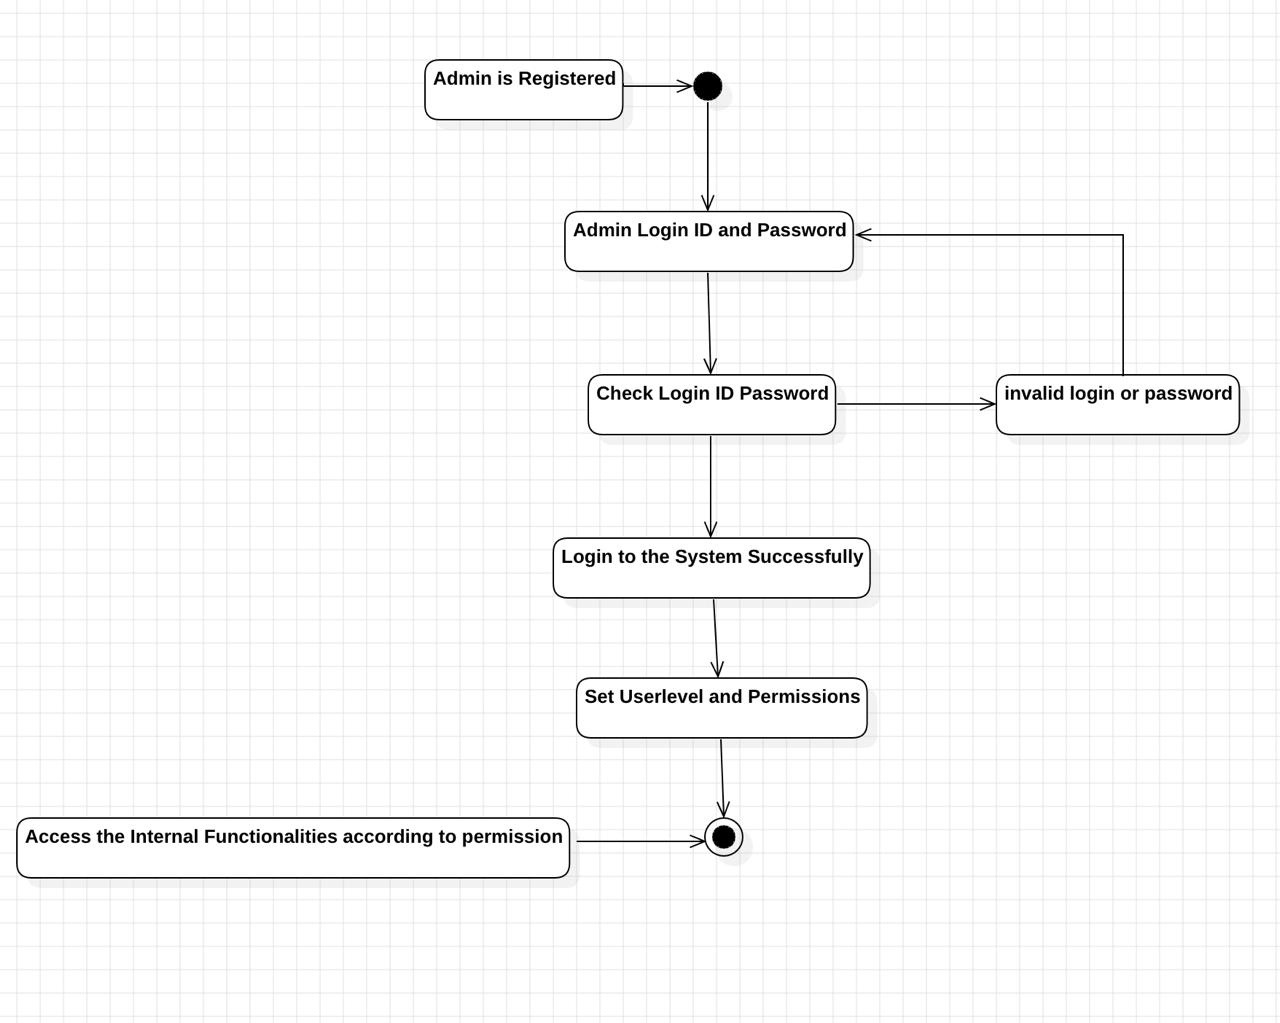 Admin is Registered
Admin Login ID and Password
Check Login ID Password
invalid login or password
Login to the System Successfully
Set Userlevel and Permissions
Access the Internal Functionalities according to permission